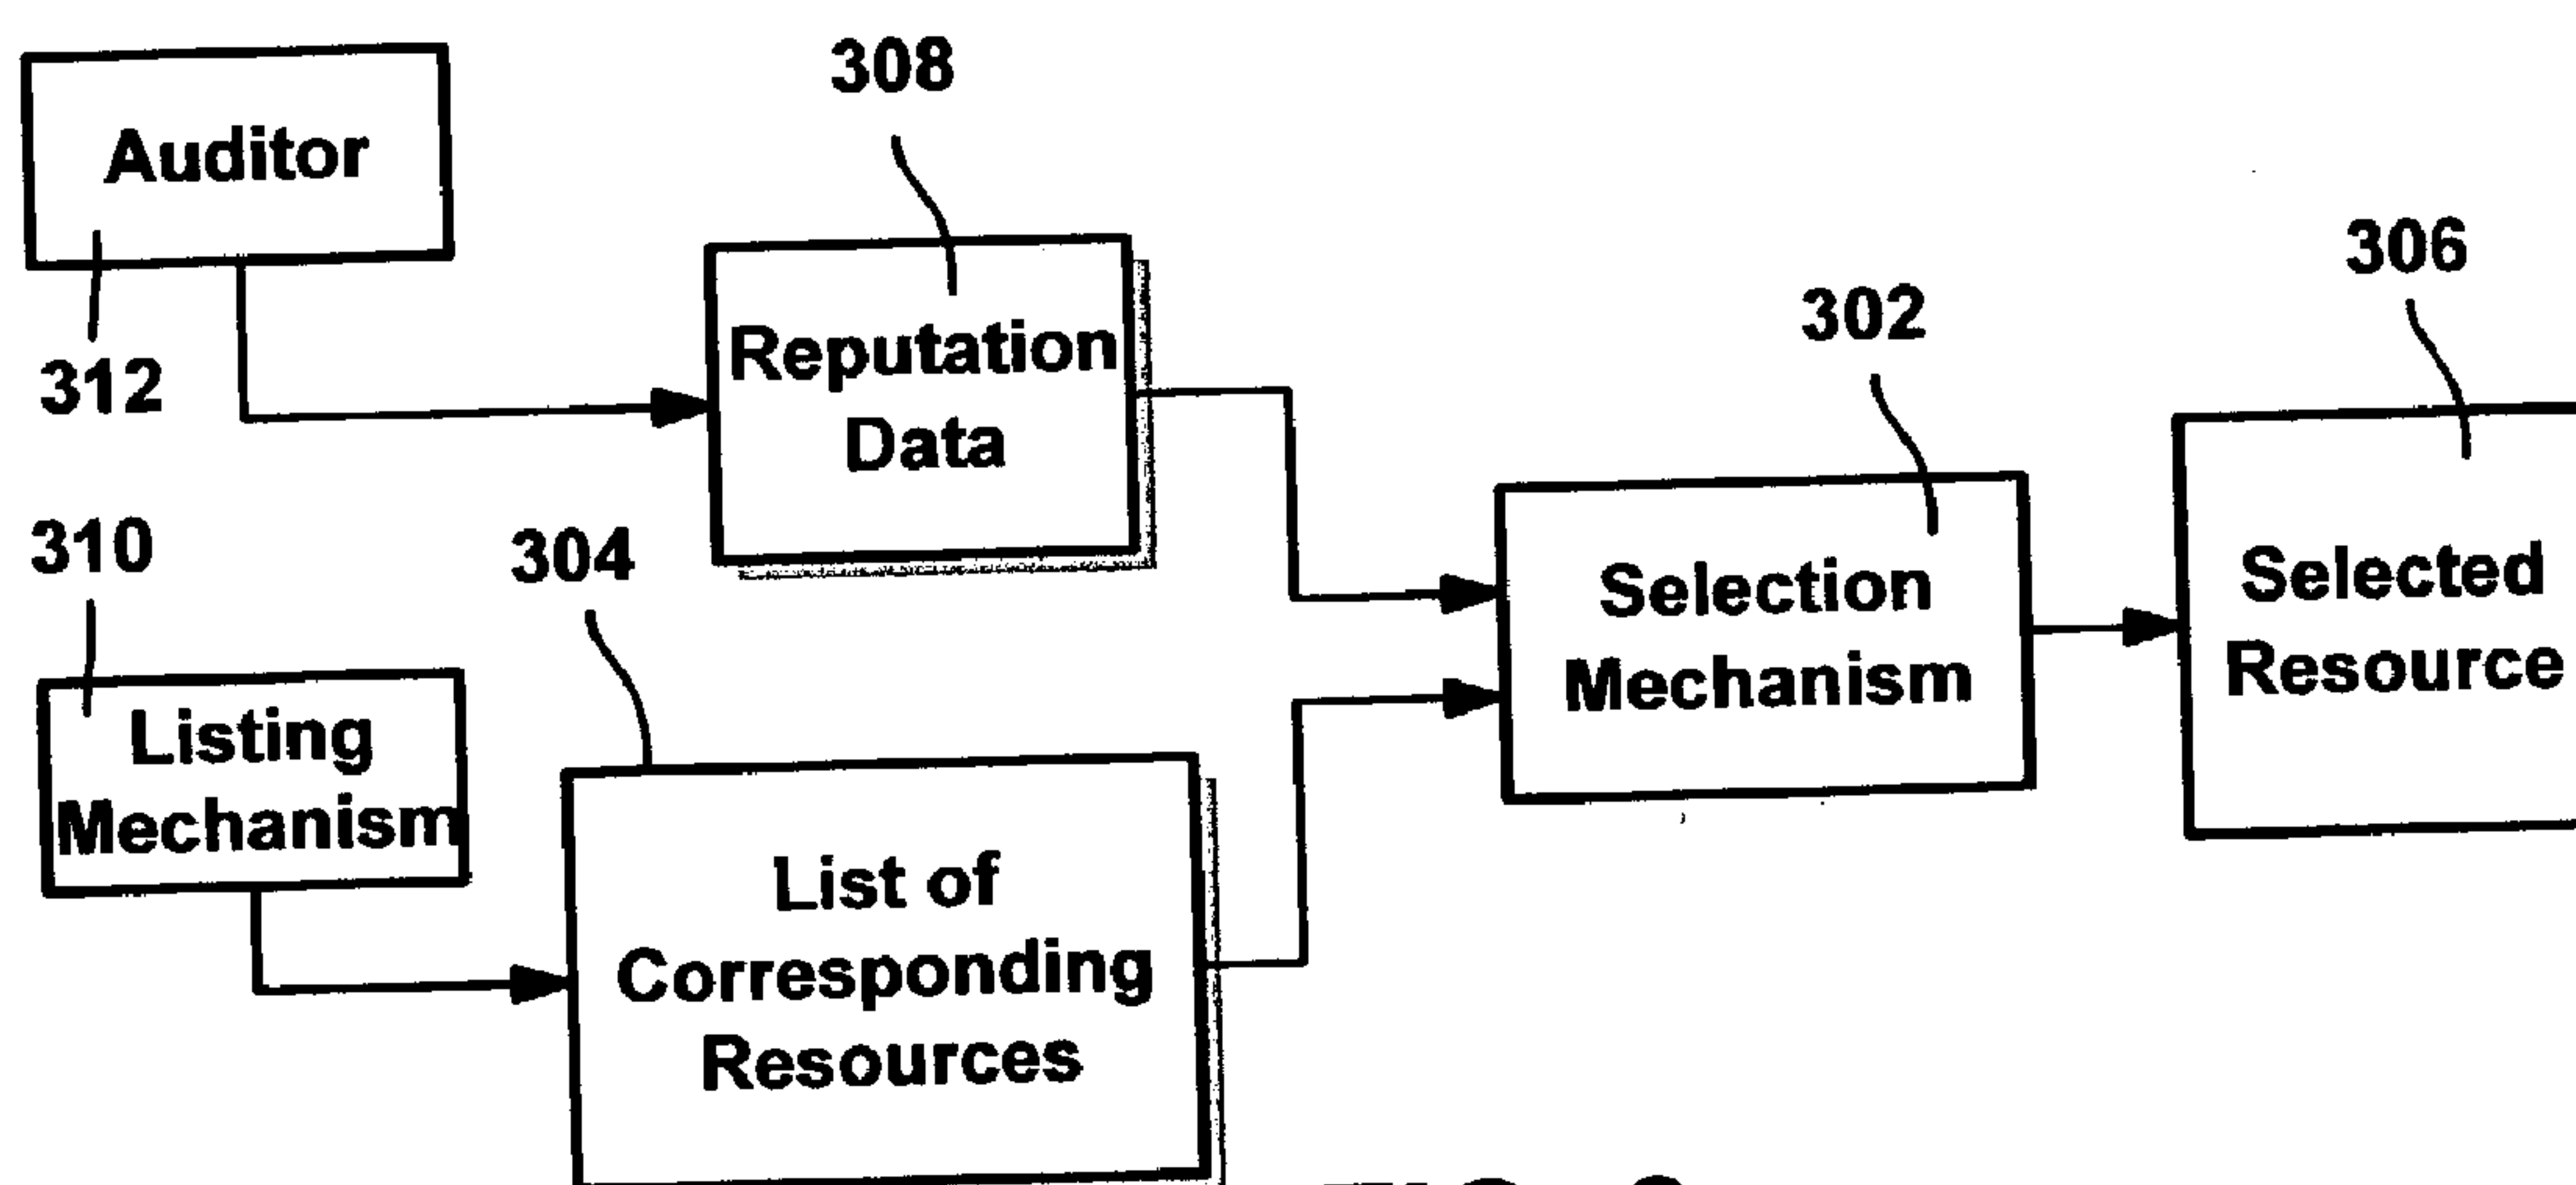 308
Auditor
312
Reputation
Data
306
302
310
304
Selection
Mechanism
Selected
Resource
Listing
Mechanism
List of
Corresponding
Resources